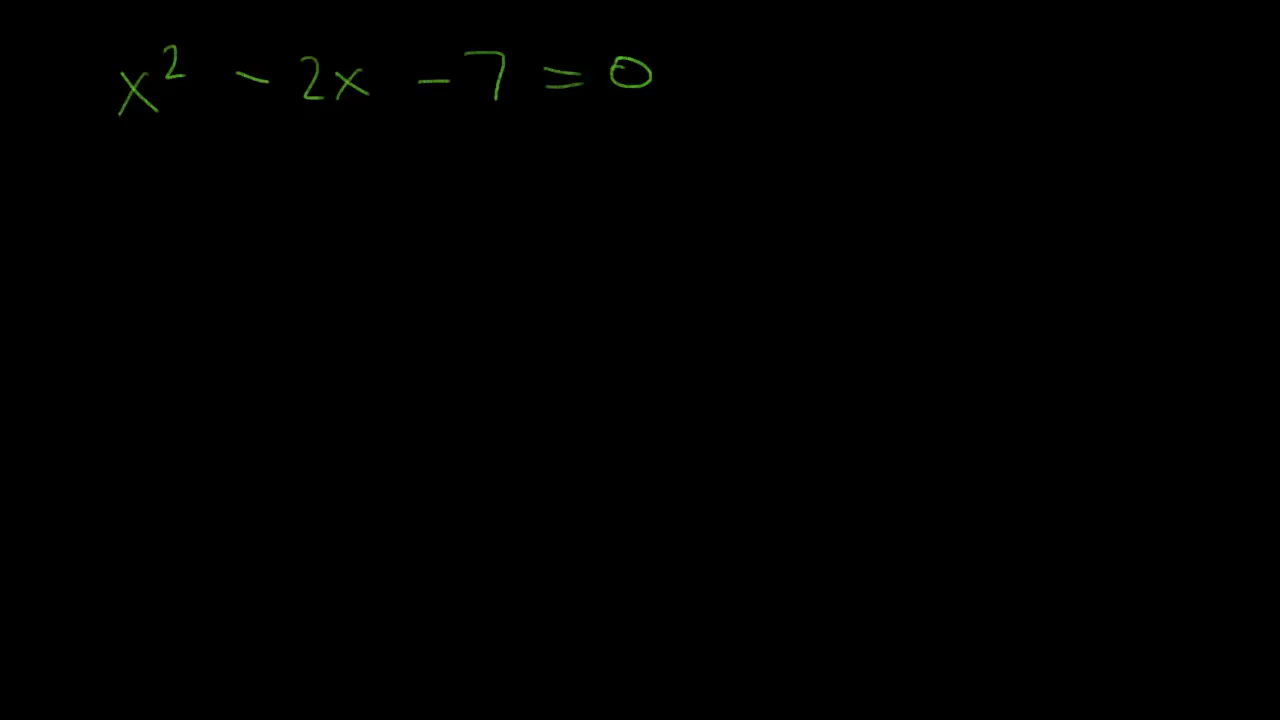 x² - 2x - 7 = 0